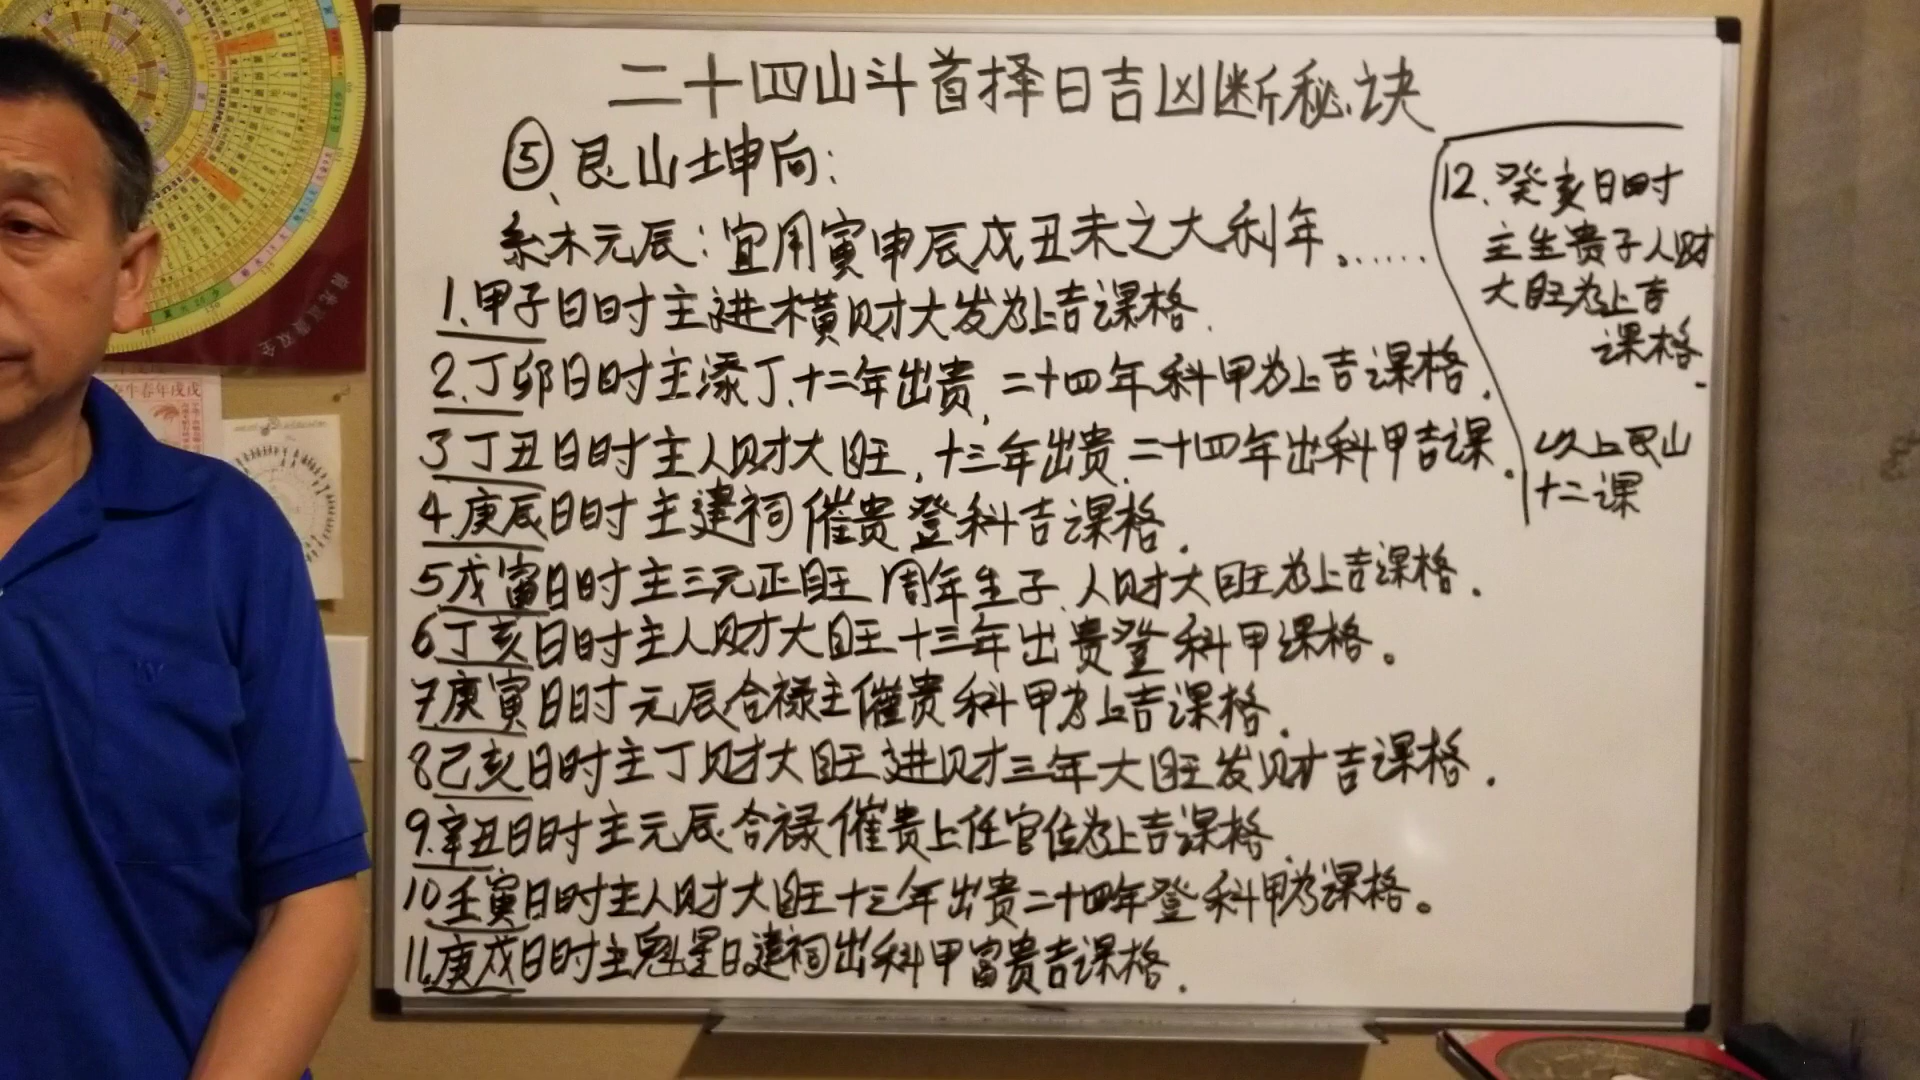 二十四山斗首择日吉凶断秘诀
⑤、艮山坤向:
系木元辰:宜用寅申辰戌丑未之大利年。……
1.甲子日时主进横财大发为上吉课格.
2.丁卯日时主添丁、十二年出贵,二十四年科甲为上吉课格.
3丁丑日时主人财大旺,十三年出贵.二十四年出科甲吉课.
4.庚辰日时主建祠催贵登科吉课格.
5戊寅日时主三元正旺周年生子、人财大旺为上吉课格.
6丁亥日时主人财大旺十三年出贵登科甲课格。
7庚寅日时元辰合禄主催贵科甲为上吉课格.
8己亥日时主丁财大旺进财三年大旺发财吉课格.
9.辛丑日时主元辰合禄催贵上任官位为上吉课格
10壬寅日时主人财大旺十三年出贵二十四年登科甲为课格。
11.庚戌日时主魁星日建祠出科甲富贵吉课格.
12.癸亥日时
主生贵子人财
大旺为上吉
课格.
以上艮山
十二课